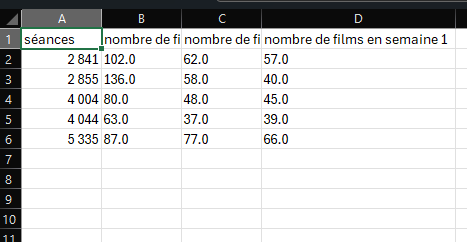 A B C D
1 séances nombre de fi nombre de fi nombre de films en semaine 1
2 2 841 102.0 62.0 57.0
3 2 855 136.0 58.0 40.0
4 4 004 80.0 48.0 45.0
5 4 044 63.0 37.0 39.0
6 5 335 87.0 77.0 66.0
7
8
9
10
11